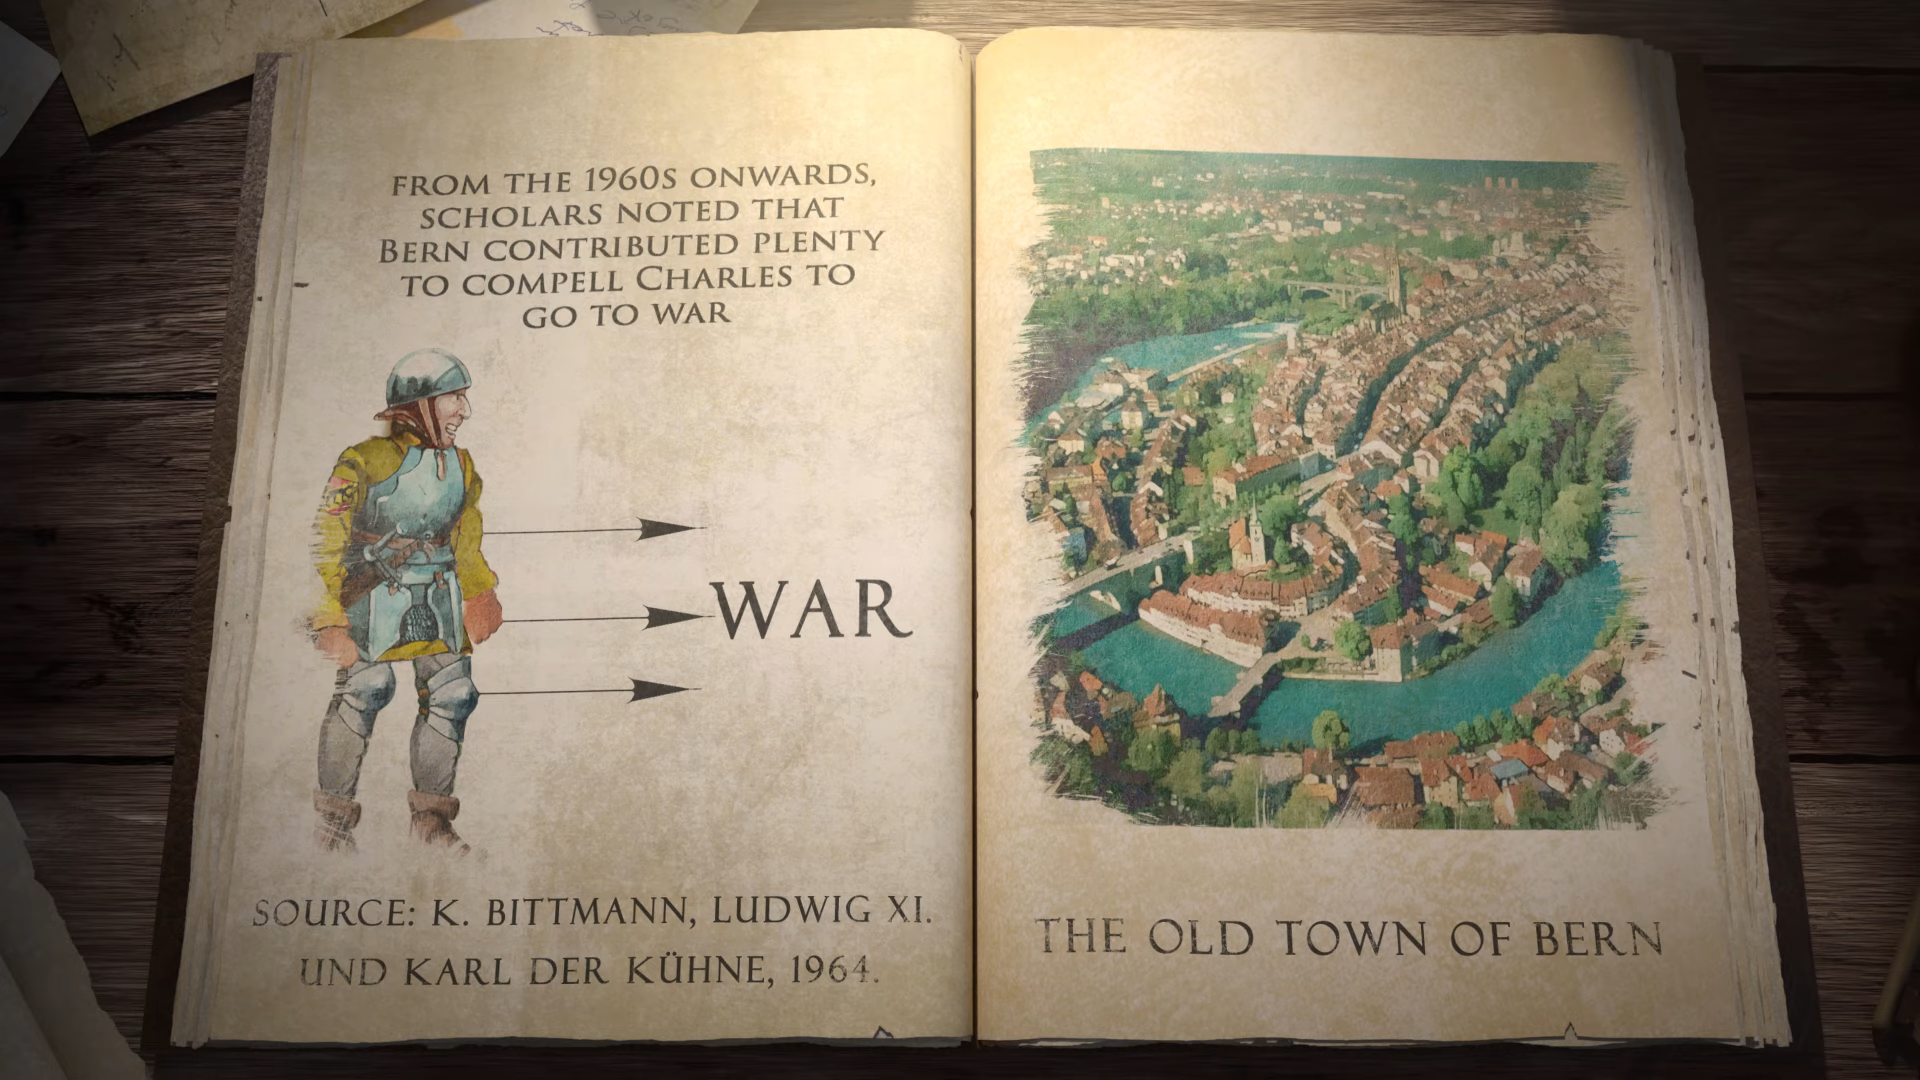 FROM THE 1960S ONWARDS,
SCHOLARS NOTED THAT
BERN CONTRIBUTED PLENTY
TO COMPELL CHARLES TO
GO TO WAR
WAR
SOURCE: K. BITTMANN, LUDWIG XI.
UND KARL DER KÜHNE, 1964.
THE OLD TOWN OF BERN